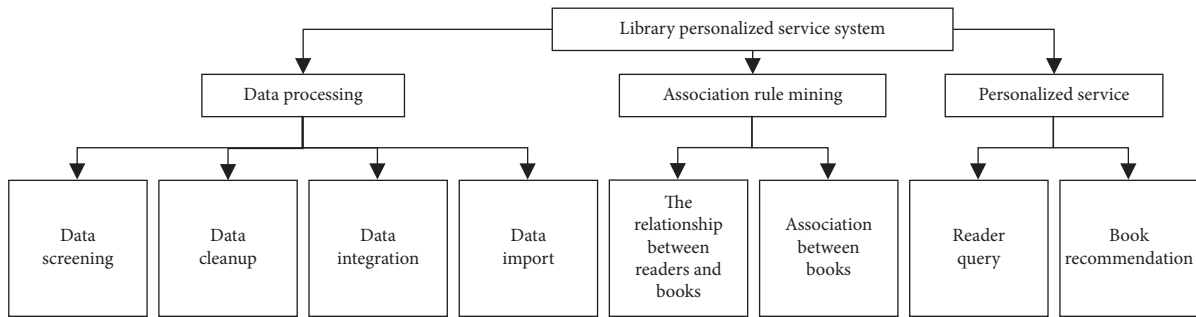 Library personalized service system
Data processing
Association rule mining
Personalized service
Data
screening
Data
cleanup
Data
integration
Data
import
The
relationship
between
readers and
books
Association
between
books
Reader
query
Book
recommendation